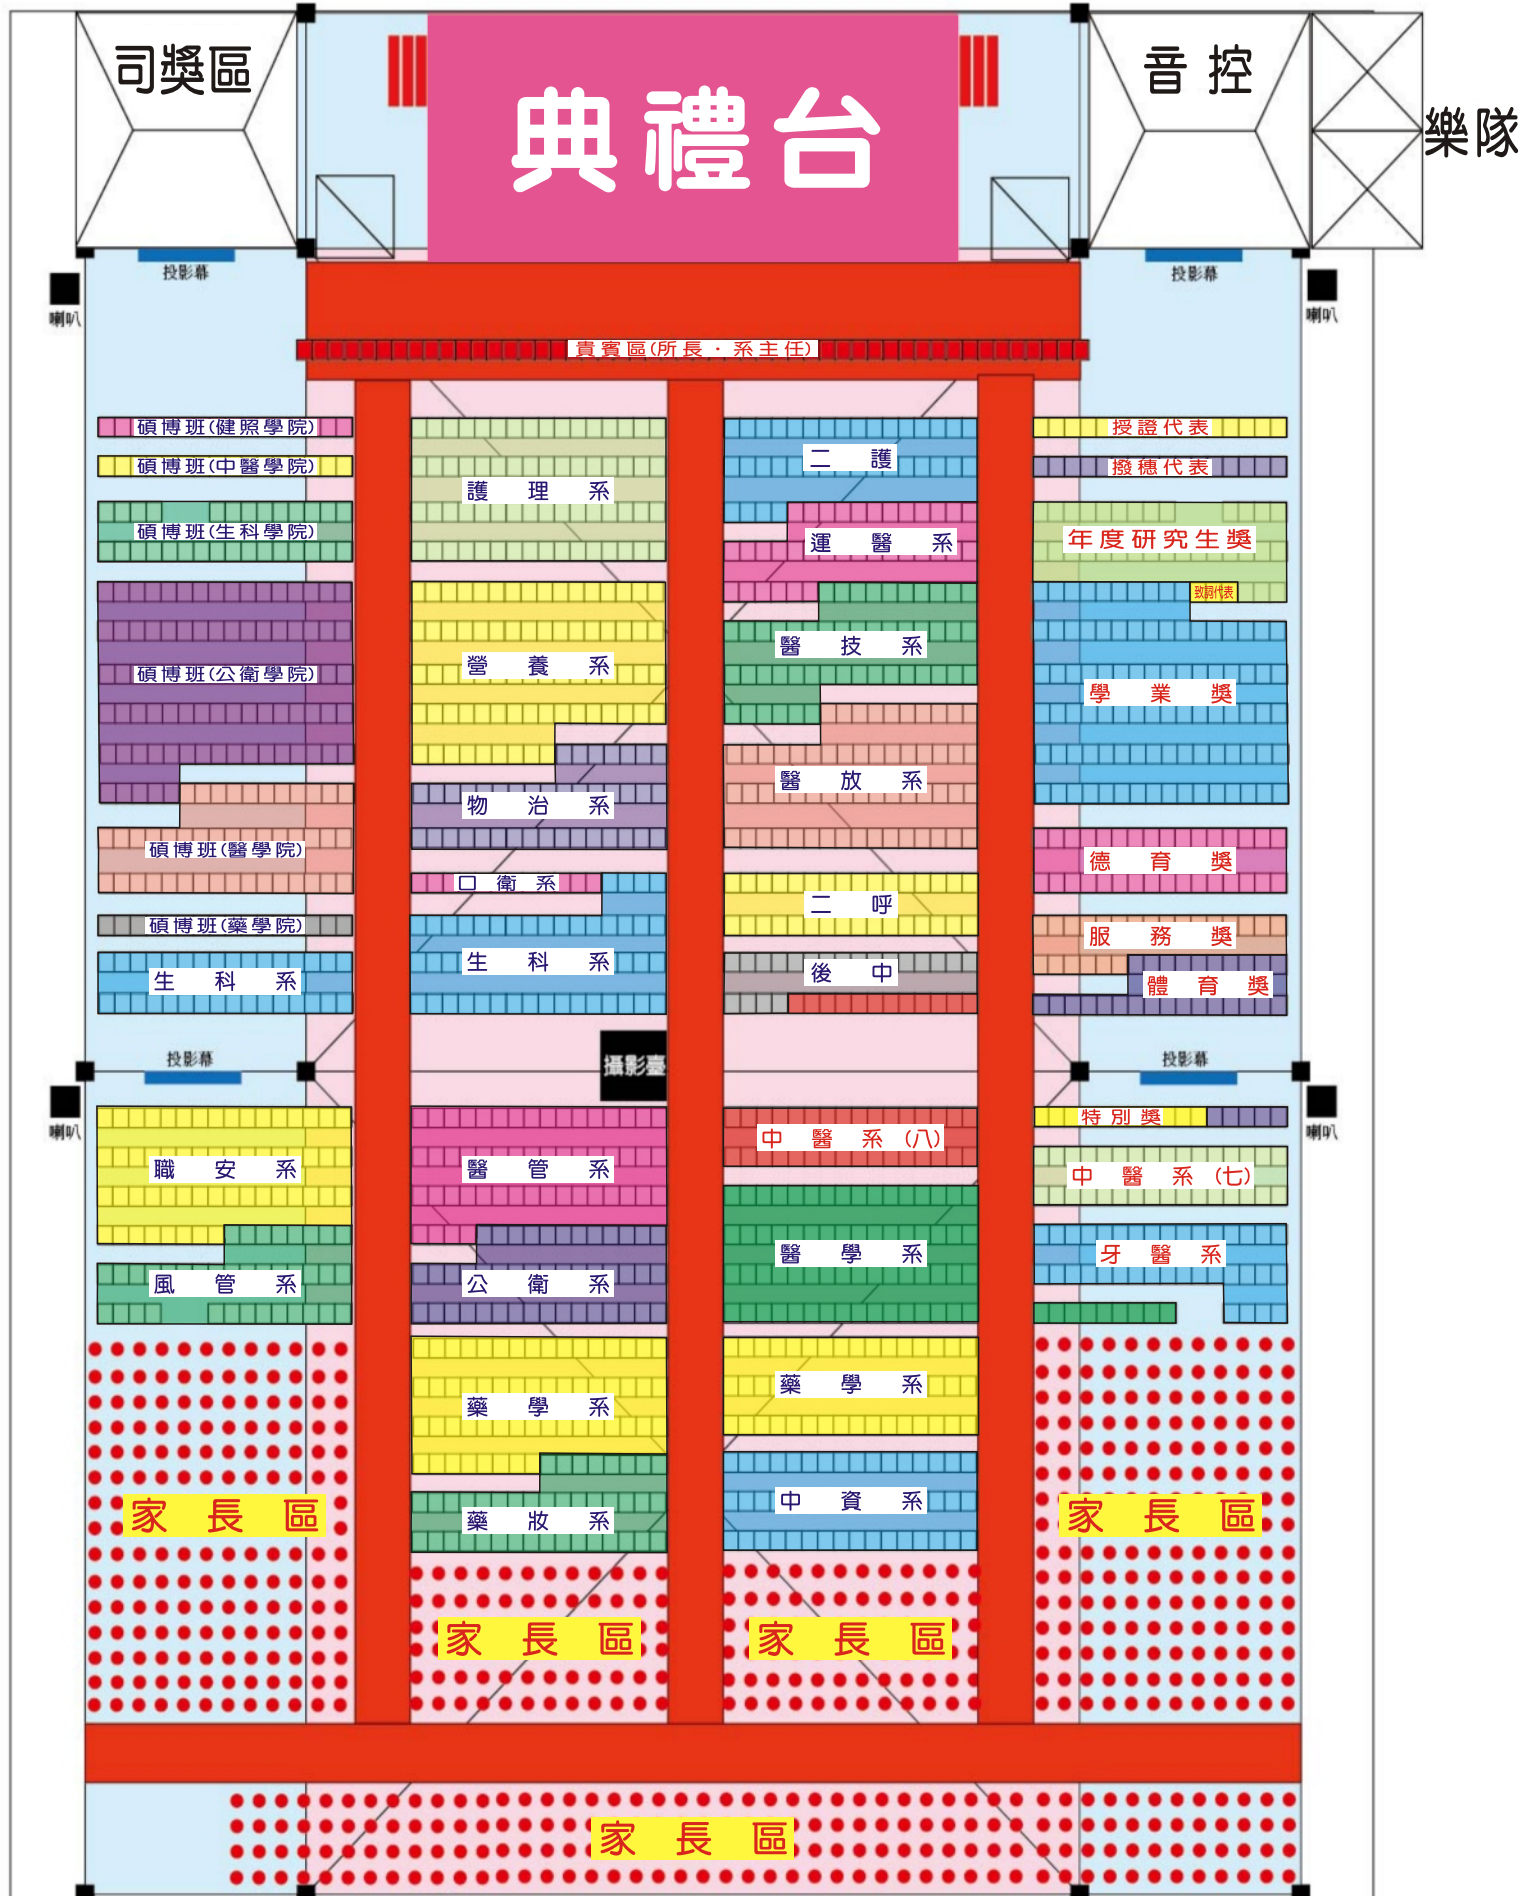 司獎區
典禮台
音控
樂隊
投影幕
投影幕
喇叭
喇叭
貴賓區(所長．系主任)
碩博班(健照學院)
碩博班(中醫學院)
碩博班(生科學院)
碩博班(公衛學院)
碩博班(醫學院)
碩博班(藥學院)
生科系
護理系
營養系
物治系
口衛系
生科系
二護
運醫系
醫技系
醫放系
二呼
後中
授證代表
撥穗代表
年度研究生獎
致詞代表
學業獎
德育獎
服務獎
體育獎
攝影臺
投影幕
投影幕
喇叭
喇叭
職安系
風管系
醫管系
公衛系
藥學系
藥妝系
中醫系(八)
醫學系
藥學系
中資系
特別獎
中醫系(七)
牙醫系
家長區
家長區
家長區
家長區
家長區